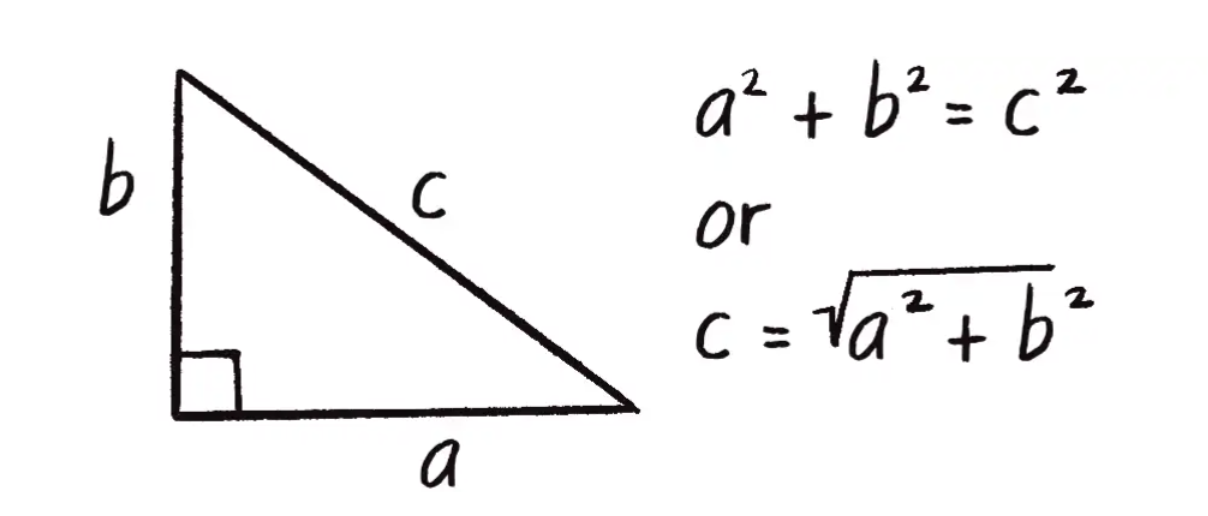 b
c
a
a² + b² = c²
or
c = √a² + b²